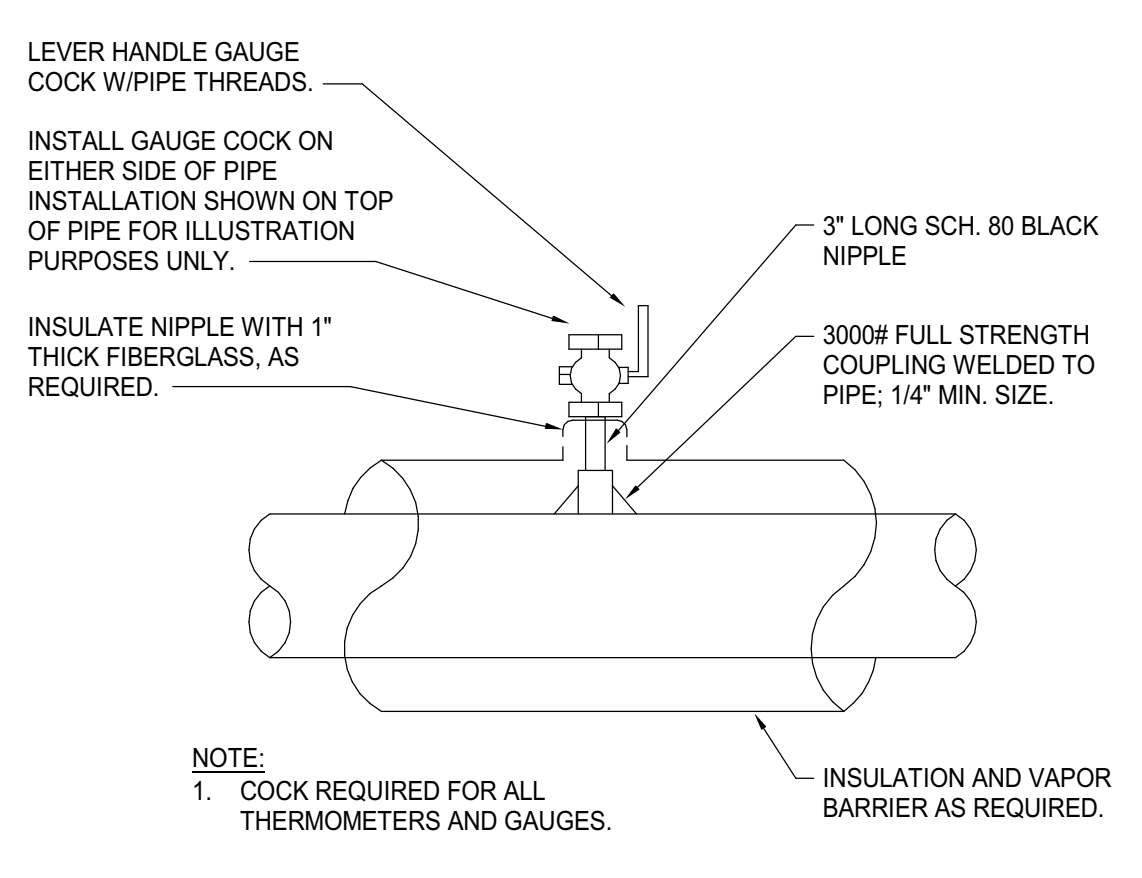 LEVER HANDLE GAUGE
COCK W/PIPE THREADS.
INSTALL GAUGE COCK ON
EITHER SIDE OF PIPE
INSTALLATION SHOWN ON TOP
OF PIPE FOR ILLUSTRATION
PURPOSES UNLY.
INSULATE NIPPLE WITH 1"
THICK FIBERGLASS, AS
REQUIRED.
3" LONG SCH. 80 BLACK
NIPPLE
3000# FULL STRENGTH
COUPLING WELDED TO
PIPE; 1/4" MIN. SIZE.
INSULATION AND VAPOR
BARRIER AS REQUIRED.
NOTE:
1. COCK REQUIRED FOR ALL
THERMOMETERS AND GAUGES.